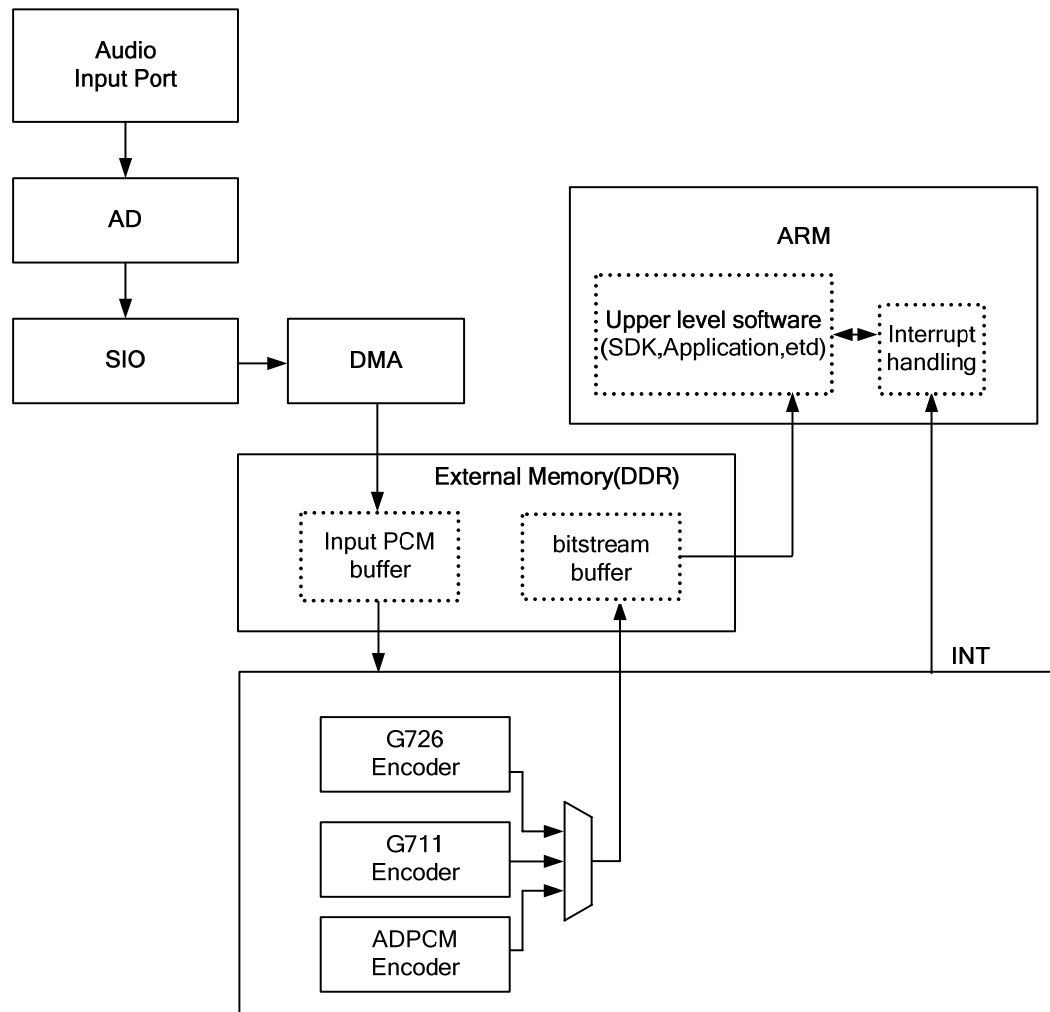 Audio
Input Port
AD
SIO
DMA
ARM
Upper level software
(SDK,Application,etd)
Interrupt
handling
External Memory(DDR)
Input PCM
buffer
bitstream
buffer
INT
G726
Encoder
G711
Encoder
ADPCM
Encoder